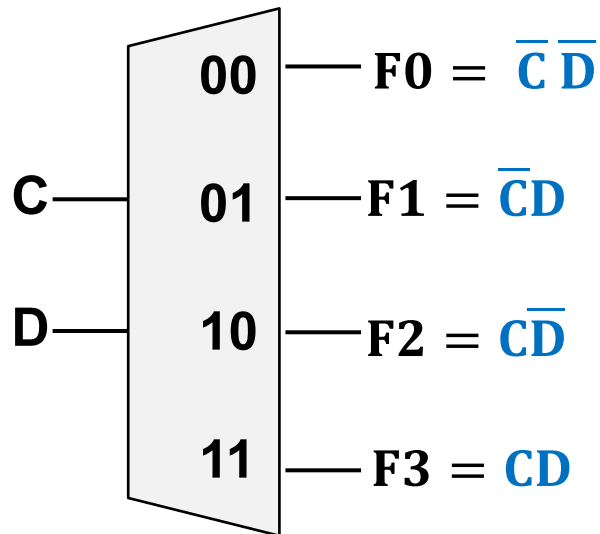 00 F0 = C̅ D̅
C 01 F1 = C̅D
D 10 F2 = CD̅
11 F3 = CD